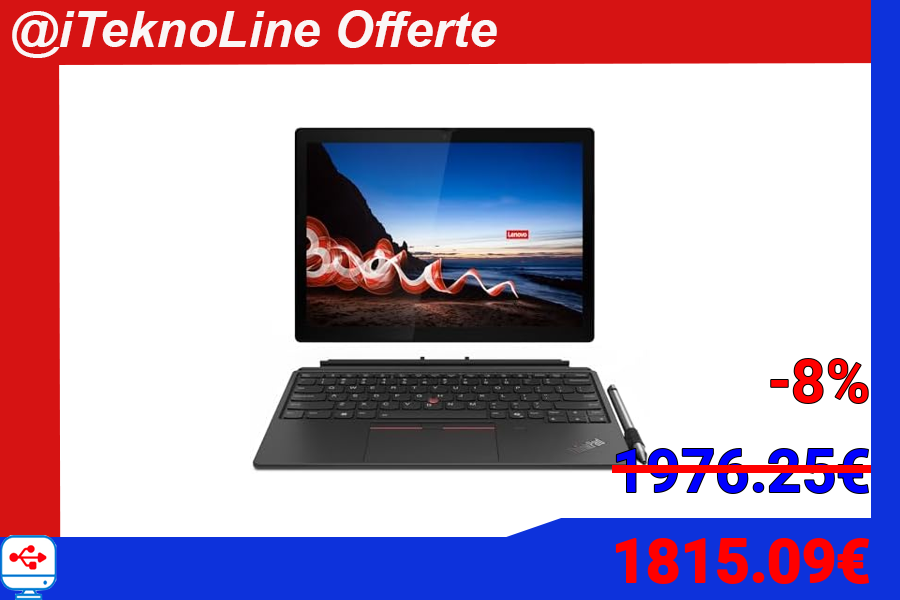 @iTeknoLine Offerte
Lenovo
ThinkPad
-8%
1976.25€
1815.09€